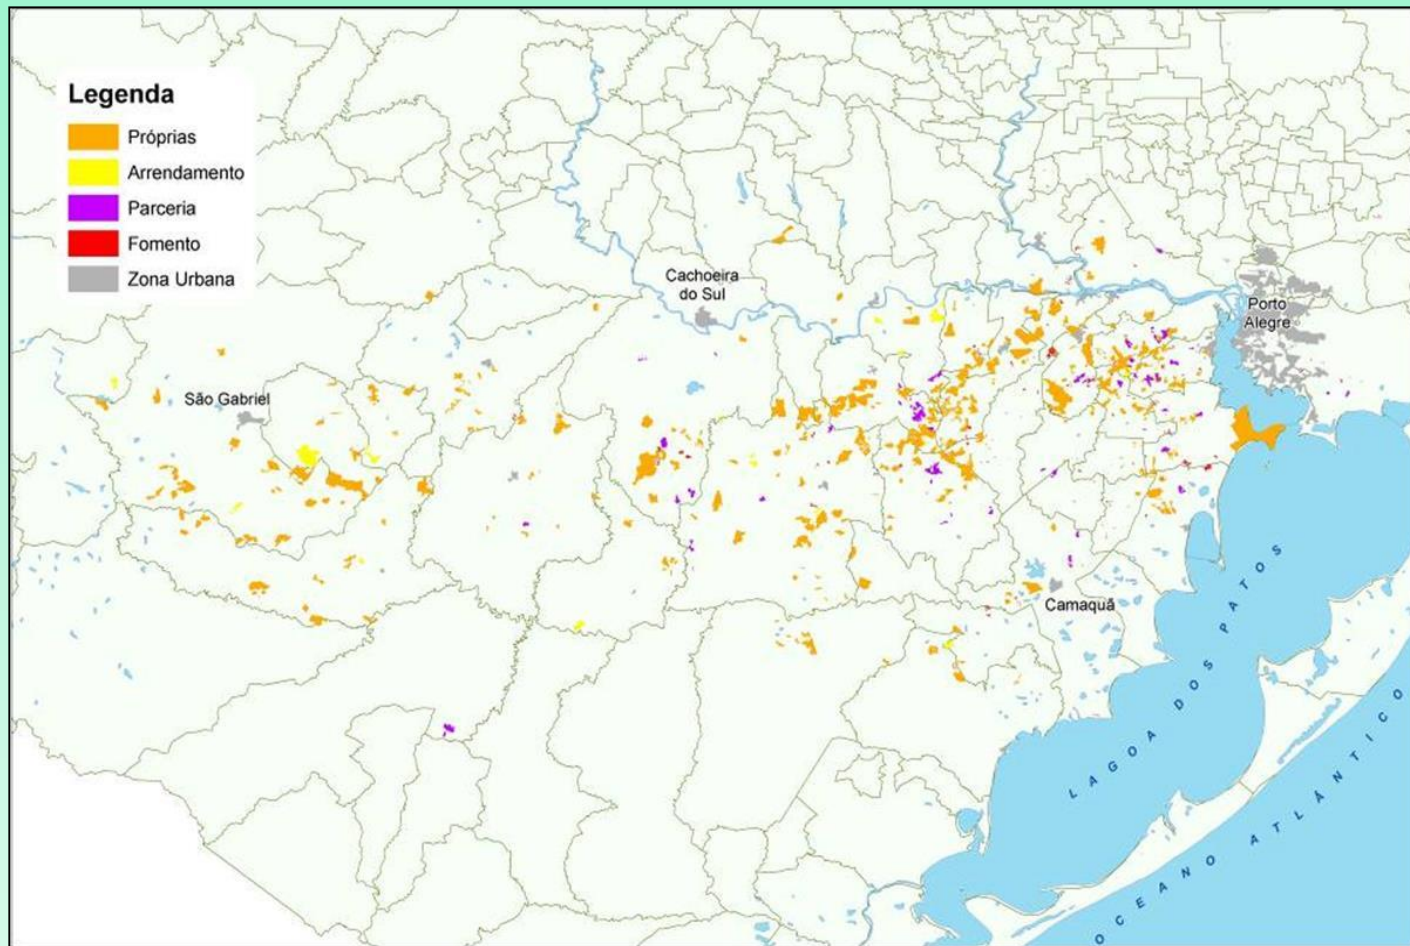 Legenda
Próprias
Arrendamento
Parceria
Fomento
Zona Urbana
Cachoeira
do Sul
Porto
Alegre
São Gabriel
Camaquã
LAGOA DOS PATOS
OCEANO ATLÂNTICO